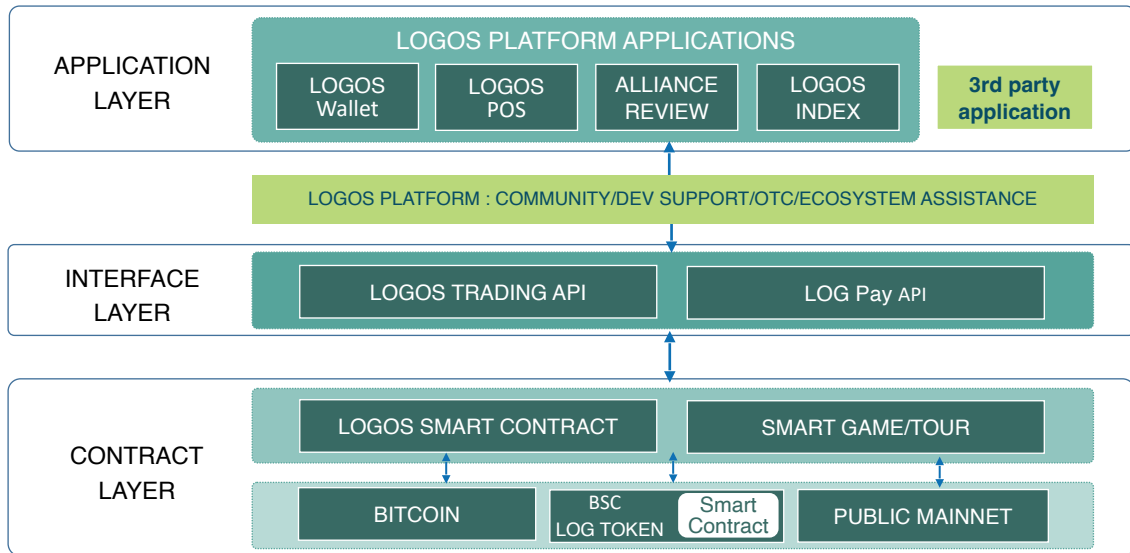 APPLICATION
LAYER
LOGOS PLATFORM APPLICATIONS
LOGOS
Wallet
LOGOS
POS
ALLIANCE
REVIEW
LOGOS
INDEX
3rd party
application
LOGOS PLATFORM : COMMUNITY/DEV SUPPORT/OTC/ECOSYSTEM ASSISTANCE
INTERFACE
LAYER
LOGOS TRADING API
LOG Pay API
CONTRACT
LAYER
LOGOS SMART CONTRACT
SMART GAME/TOUR
BITCOIN
BSC
LOG TOKEN
Smart
Contract
PUBLIC MAINNET